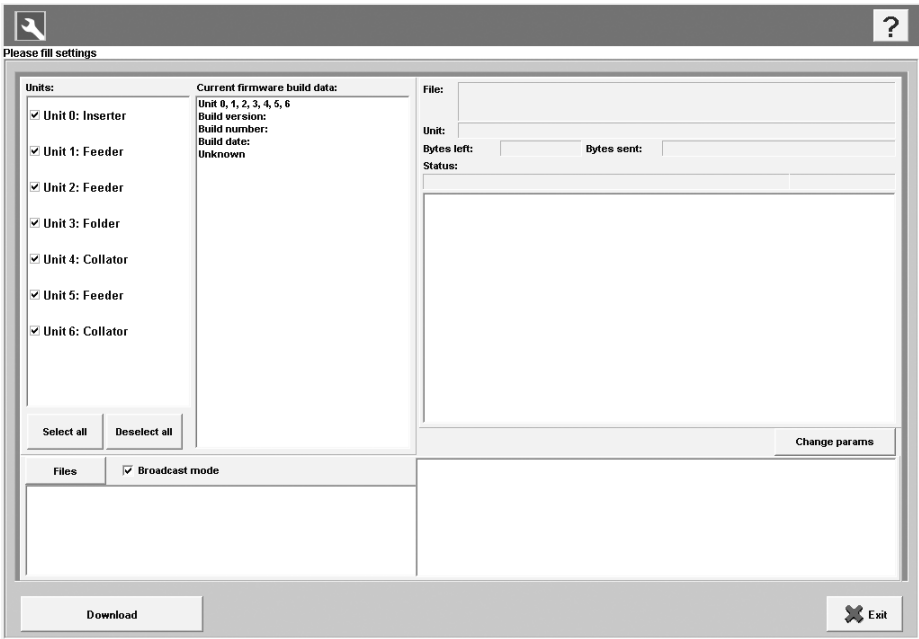 ?
Please fill settings
Units:
Unit 0: Inserter
Unit 1: Feeder
Unit 2: Feeder
Unit 3: Folder
Unit 4: Collator
Unit 5: Feeder
Unit 6: Collator
Select all
Deselect all
Current firmware build data:
Unit 0, 1, 2, 3, 4, 5, 6
Build version:
Build number:
Build date:
Unknown
File:
Unit:
Bytes left:
Bytes sent:
Status:
Change params
Files
Broadcast mode
Download
Exit